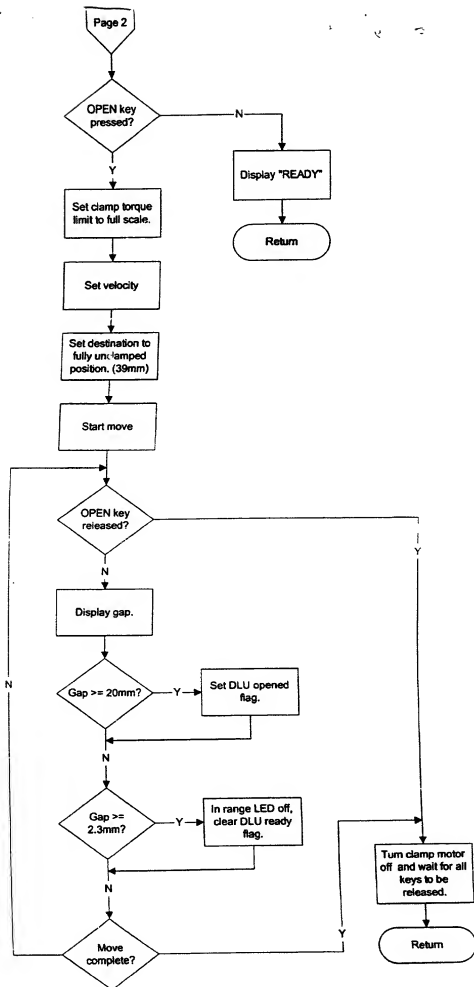 Page 2
OPEN key
pressed?
N
Y
Display "READY"
Return
Set clamp torque
limit to full scale.
Set velocity
Set destination to
fully unclamped
position. (39mm)
Start move
OPEN key
released?
Y
N
Display gap.
N
Gap >= 20mm?
Y
Set DLU opened
flag.
N
Gap >=
2.3mm?
Y
In range LED off,
clear DLU ready
flag.
N
Turn clamp motor
off and wait for all
keys to be
released.
Move
complete?
Y
Return